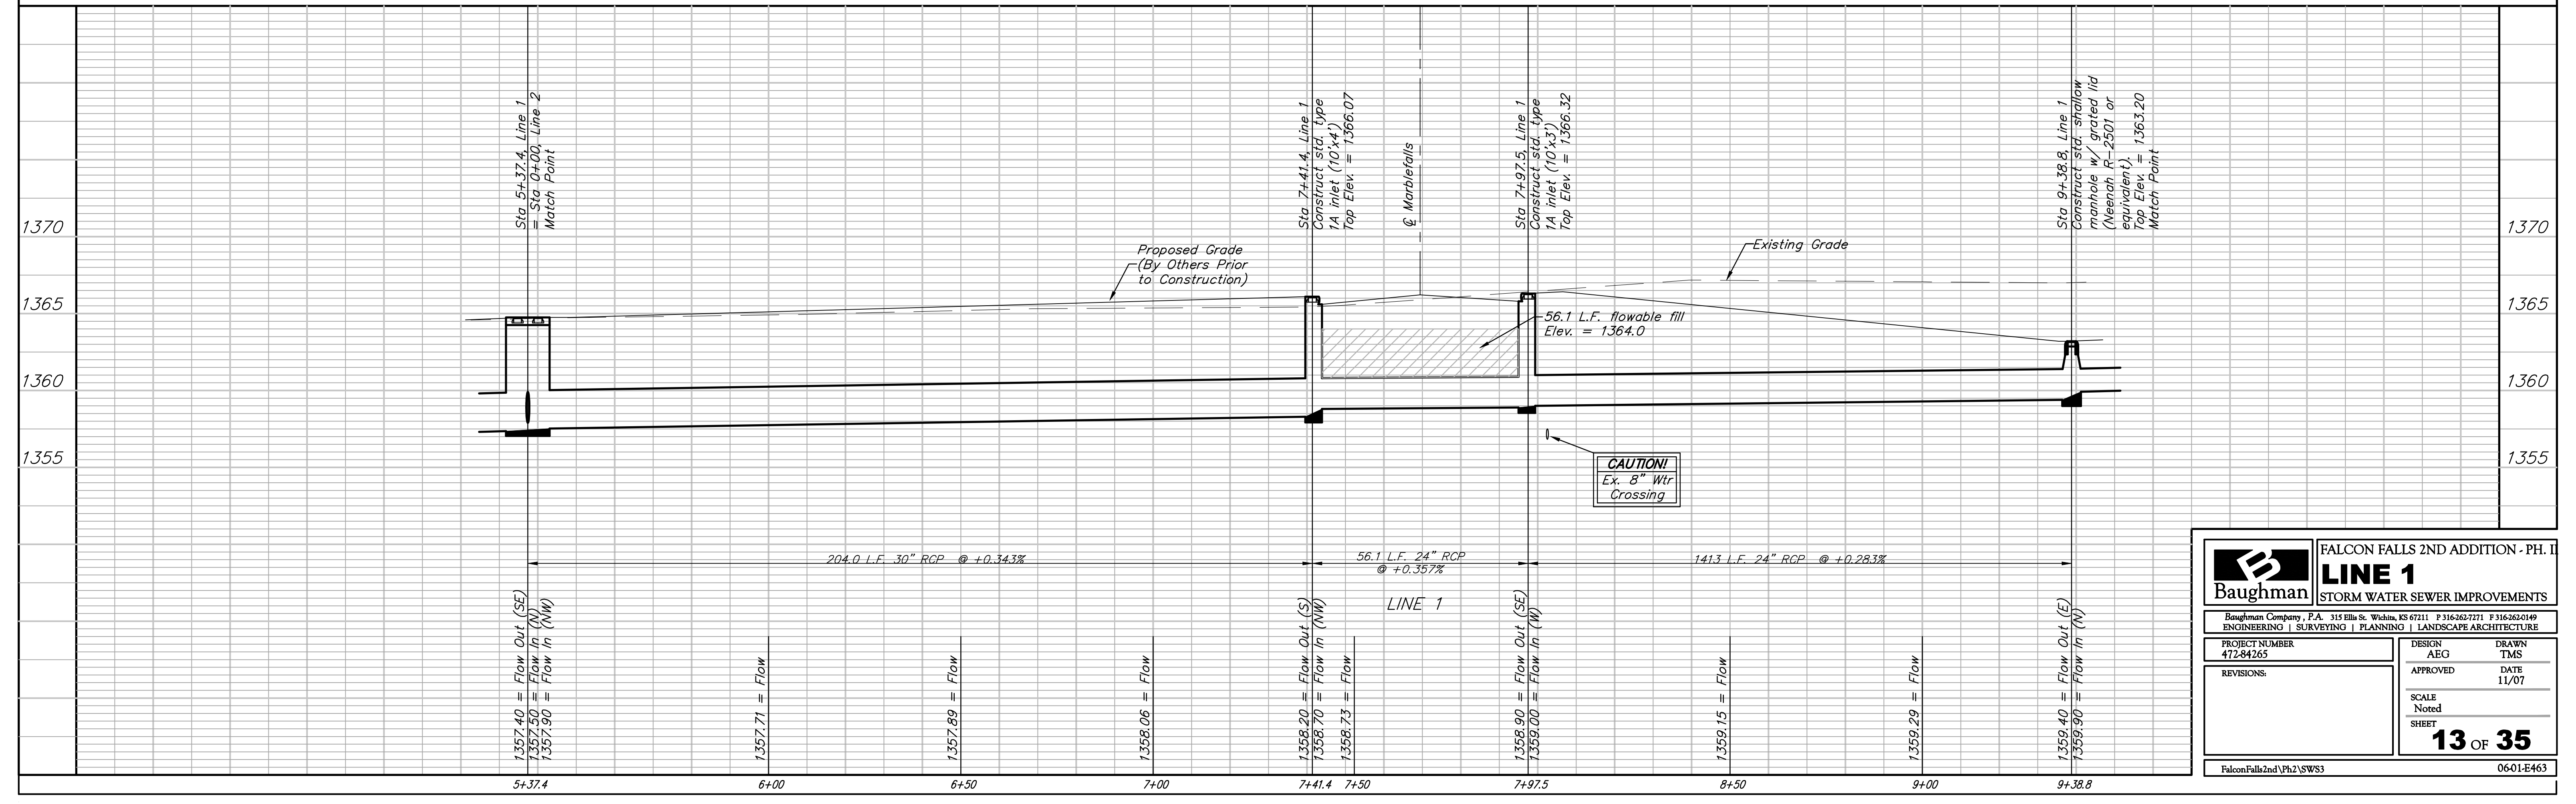 Sta 5+37.4, Line 1
= Sta 0+00, Line 2
Match Point
Sta 7+41.4, Line 1
Construct std. type
1A inlet (10'x4')
Top Elev. = 1366.07
℄ Marblefalls
Sta 7+97.5, Line 1
Construct std. type
1A inlet (10'x3')
Top Elev. = 1366.32
Sta 9+38.8, Line 1
Construct std. shallow
manhole w/ grated lid
(Neenah R-2501 or
equivalent).
Top Elev. = 1363.20
Match Point
1370
1370
Proposed Grade
(By Others Prior
to Construction)
Existing Grade
1365
1365
56.1 L.F. flowable fill
Elev. = 1364.0
1360
1360
1355
1355
CAUTION!
Ex. 8" Wtr
Crossing
204.0 L.F. 30" RCP @ +0.343%
56.1 L.F. 24" RCP
@ +0.357%
1413 L.F. 24" RCP @ +0.283%
LINE 1
1357.40 = Flow Out (SE)
1357.50 = Flow In (N)
1357.90 = Flow In (NW)
1357.71 = Flow
1357.89 = Flow
1358.06 = Flow
1358.20 = Flow Out (S)
1358.70 = Flow In (NW)
1358.73 = Flow
1358.90 = Flow Out (SE)
1359.00 = Flow In (W)
1359.15 = Flow
1359.29 = Flow
1359.40 = Flow Out (E)
1359.90 = Flow In (N)
5+37.4
6+00
6+50
7+00
7+41.4
7+50
7+97.5
8+50
9+00
9+38.8
B
Baughman
FALCON FALLS 2ND ADDITION - PH. II
LINE 1
STORM WATER SEWER IMPROVEMENTS
Baughman Company, P.A. 315 Ellis St. Wichita, KS 67211 P 316-262-7271 F 316-262-0149
ENGINEERING | SURVEYING | PLANNING | LANDSCAPE ARCHITECTURE
PROJECT NUMBER
472-84265
REVISIONS:
DESIGN
AEG
DRAWN
TMS
APPROVED
DATE
11/07
SCALE
Noted
SHEET
13 OF 35
FalconFalls2nd\Ph2\SWS3
06-01-E463